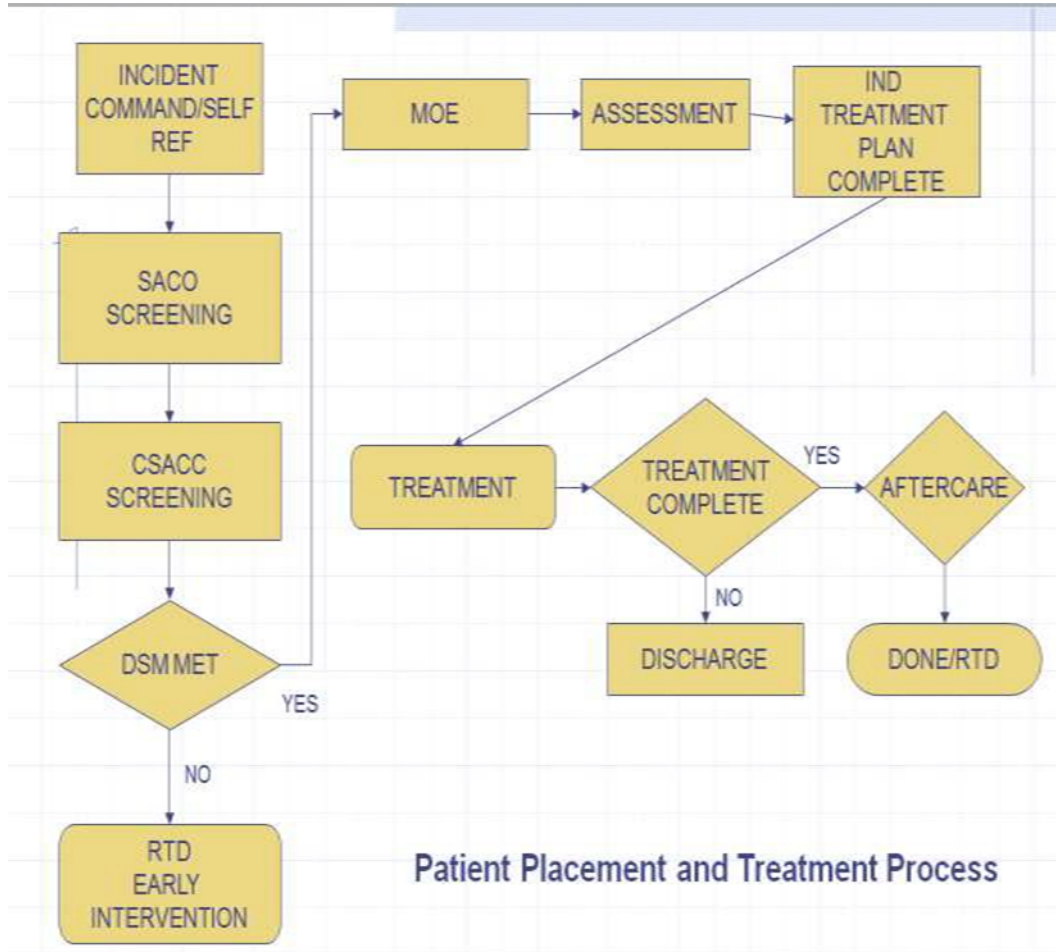 INCIDENT
COMMAND/SELF
REF
MOE
ASSESSMENT
IND
TREATMENT
PLAN
COMPLETE
SACO
SCREENING
CSACC
SCREENING
TREATMENT
TREATMENT
COMPLETE
YES
AFTERCARE
NO
DISCHARGE
DONE/RTD
DSM MET
YES
NO
RTD
EARLY
INTERVENTION
Patient Placement and Treatment Process